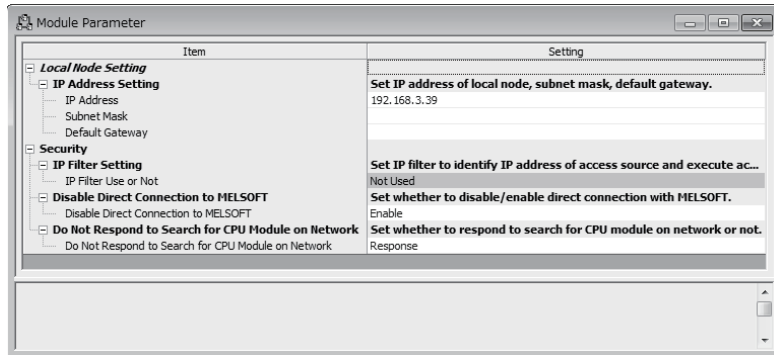 Module Parameter
Item Setting
Local Node Setting
IP Address Setting Set IP address of local node, subnet mask, default gateway.
IP Address 192.168.3.39
Subnet Mask
Default Gateway
Security
IP Filter Setting Set IP filter to identify IP address of access source and execute ac...
IP Filter Use or Not Not Used
Disable Direct Connection to MELSOFT Set whether to disable/enable direct connection with MELSOFT.
Disable Direct Connection to MELSOFT Enable
Do Not Respond to Search for CPU Module on Network Set whether to respond to search for CPU module on network or not.
Do Not Respond to Search for CPU Module on Network Response